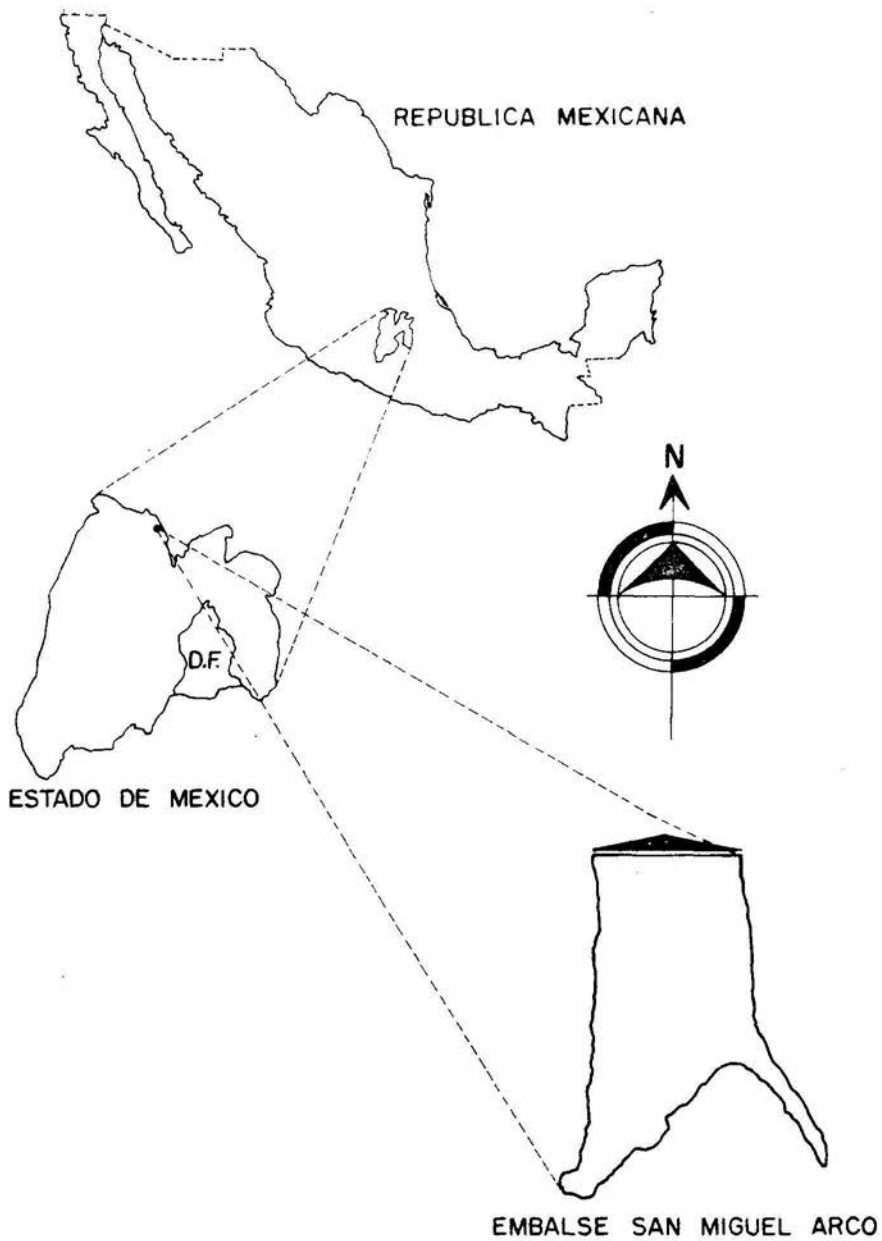 REPUBLICA MEXICANA
N
D.F.
ESTADO DE MEXICO
EMBALSE SAN MIGUEL ARCO